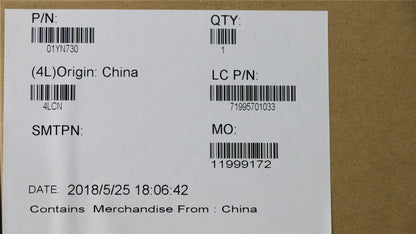 P/N: QTY:
01YN730 1
(4L)Origin: China LC P/N:
4LCN 71995701033
SMTPN: MO:
11999172
DATE: 2018/5/25 18:06:42
Contains Merchandise From : China